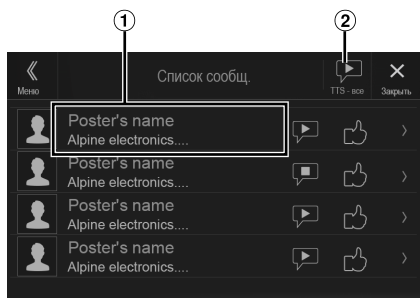 1 2
Меню Список сообщ. TTS - все Закрыть
Poster's name
Alpine electronics....
Poster's name
Alpine electronics....
Poster's name
Alpine electronics....
Poster's name
Alpine electronics....